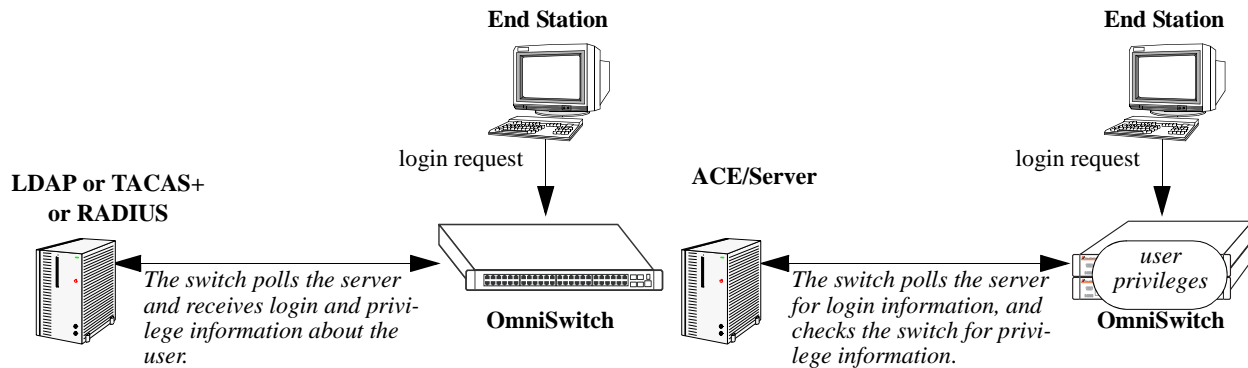 End Station
login request
LDAP or TACAS+
or RADIUS
The switch polls the server
and receives login and privi-
lege information about the
user.
OmniSwitch
End Station
login request
ACE/Server
The switch polls the server
for login information, and
checks the switch for privi-
lege information.
user
privileges
OmniSwitch